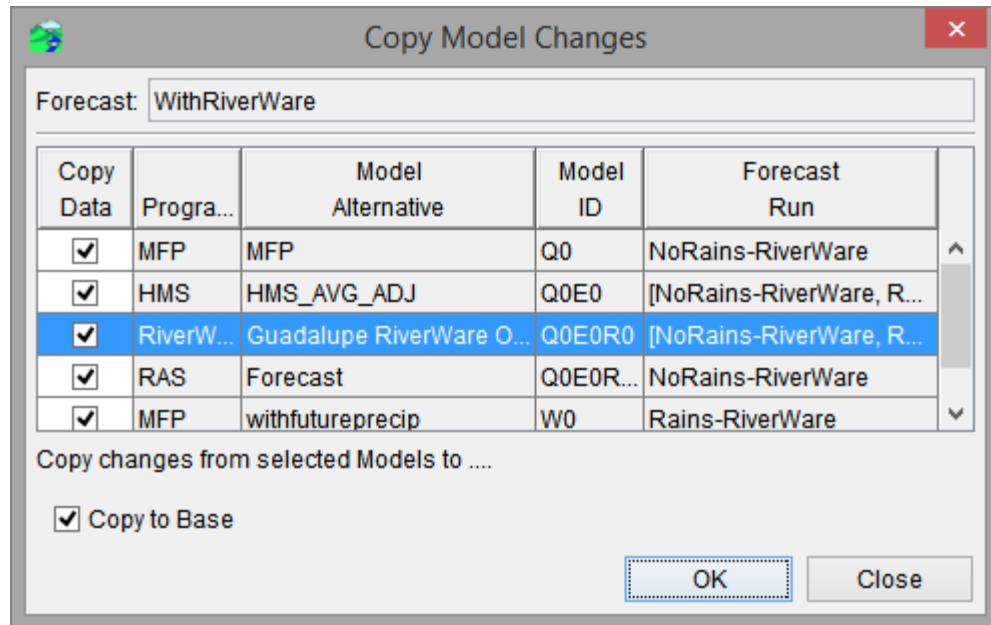 Copy Model Changes
Forecast: WithRiverWare
Copy Data Progra... Model Alternative Model ID Forecast Run
MFP MFP Q0 NoRains-RiverWare
HMS HMS_AVG_ADJ Q0E0 [NoRains-RiverWare, R...
RiverW... Guadalupe RiverWare O... Q0E0R0 [NoRains-RiverWare, R...
RAS Forecast Q0E0R... NoRains-RiverWare
MFP withfutureprecip W0 Rains-RiverWare
Copy changes from selected Models to ....
Copy to Base
OK Close